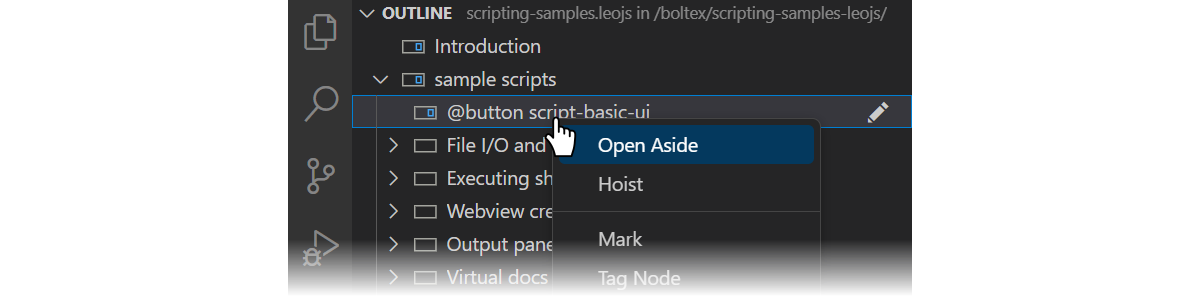 OUTLINE scripting-samples.leojs in /boltex/scripting-samples-leojs/
Introduction
sample scripts
@button script-basic-ui
File I/O and
Open Aside
Executing sh
Hoist
Webview cre
Output pane
Mark
Virtual docs
Tag Node